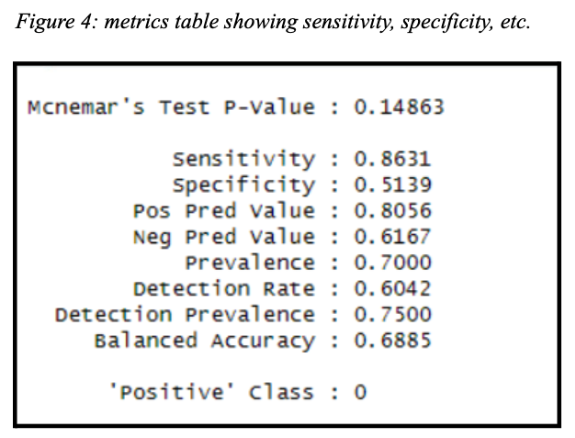 Figure 4: metrics table showing sensitivity, specificity, etc.
Mcnemar's Test P-Value : 0.14863
Sensitivity : 0.8631
Specificity : 0.5139
Pos Pred Value : 0.8056
Neg Pred Value : 0.6167
Prevalence : 0.7000
Detection Rate : 0.6042
Detection Prevalence : 0.7500
Balanced Accuracy : 0.6885
'Positive' Class : 0